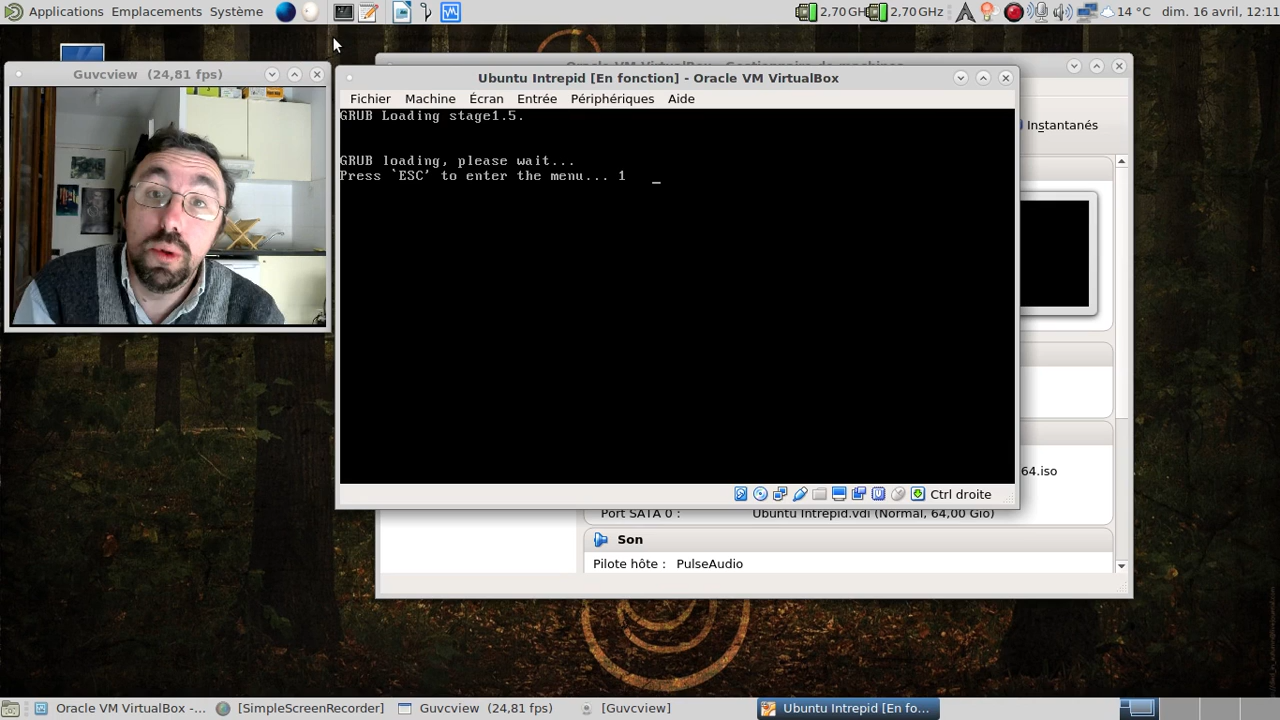 Applications Emplacements Système
2,70 GHz 2,70 GHz 14 °C dim. 16 avril, 12:11
Guvcview (24,81 fps)
Ubuntu Intrepid [En fonction] - Oracle VM VirtualBox
Fichier Machine Écran Entrée Périphériques Aide
GRUB Loading stage1.5.
GRUB loading, please wait...
Press `ESC' to enter the menu... 1 _
Instantanés
64.iso
Ctrl droite
Port SATA 0 : Ubuntu Intrepid.vdi (Normal, 64,00 Gio)
Son
Pilote hôte : PulseAudio
Oracle VM VirtualBox -... [SimpleScreenRecorder] Guvcview (24,81 fps) [Guvcview] Ubuntu Intrepid [En fo...